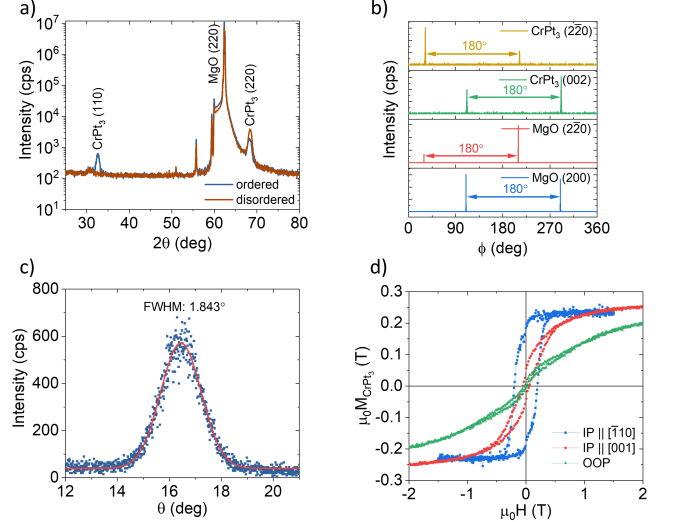 a)
10⁷
10⁶
10⁵
10⁴
10³
10²
10¹
Intensity (cps)
CrPt₃ (110)
MgO (220)
CrPt₃ (220)
ordered
disordered
30 40 50 60 70 80
2θ (deg)
b)
Intensity (cps)
CrPt₃ (2̅20)
180°
CrPt₃ (002)
180°
MgO (2̅20)
180°
MgO (200)
180°
0 90 180 270 360
ϕ (deg)
c)
800
600
400
200
0
Intensity (cps)
FWHM: 1.843°
12 14 16 18 20
θ (deg)
d)
0.3
0.2
0.1
0.0
-0.1
-0.2
-0.3
μ₀M CrPt₃ (T)
IP || [1̅10]
IP || [001]
OOP
-2 -1 0 1 2
μ₀H (T)